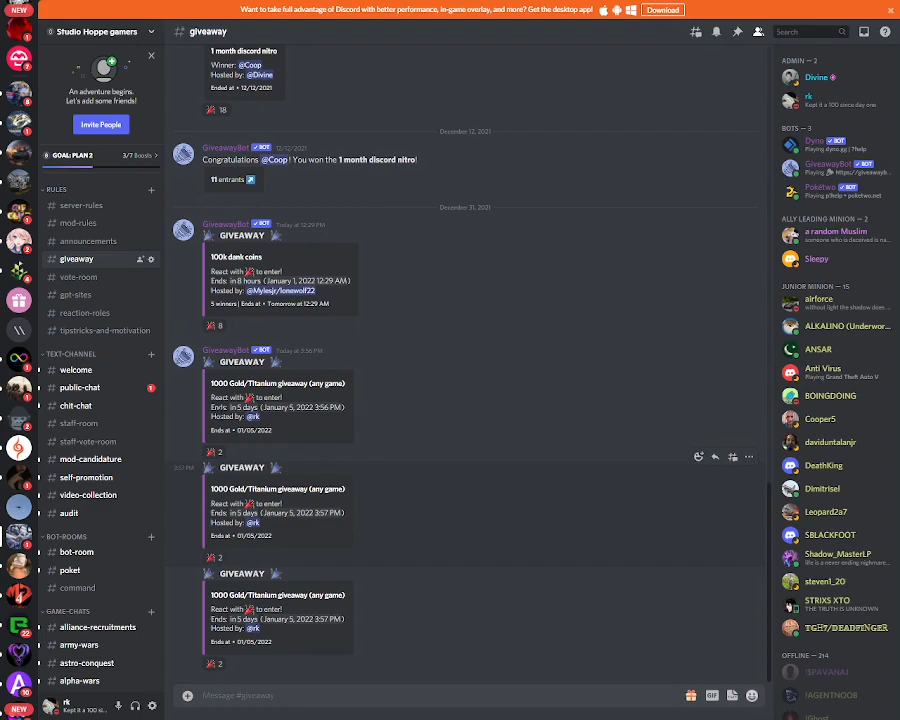 NEW
Want to take full advantage of Discord with better performance, in-game overlay, and more? Get the desktop app!
Download
Studio Hoppe gamers
An adventure begins.
Let's add some friends!
Invite People
GOAL: PLAN 2
3/7 Boosts
RULES
server-rules
mod-rules
announcements
giveaway
vote-room
gpt-sites
reaction-roles
tipstricks-and-motivation
TEXT-CHANNEL
welcome
public-chat
1
chit-chat
staff-room
staff-vote-room
mod-candidature
self-promotion
video-collection
audit
BOT-ROOMS
bot-room
poket
command
GAME-CHATS
alliance-recruitments
army-wars
astro-conquest
alpha-wars
rk
Kept it a 100 s...
NEW
giveaway
Search
1 month discord nitro
Winner: @Coop
Hosted by: @Divine
Ended at • 12/12/2021
18
December 12, 2021
GiveawayBot BOT 12/12/2021
Congratulations @Coop! You won the 1 month discord nitro!
11 entrants
December 31, 2021
GiveawayBot BOT Today at 12:29 PM
GIVEAWAY
100k dank coins
React with to enter!
Ends: in 8 hours (January 1, 2022 12:29 AM)
Hosted by: @Mylesjr/lonewolf22
5 winners | Ends at • Tomorrow at 12:29 AM
8
GiveawayBot BOT Today at 3:56 PM
GIVEAWAY
1000 Gold/Titanium giveaway (any game)
React with to enter!
Ends: in 5 days (January 5, 2022 3:56 PM)
Hosted by: @rk
Ends at • 01/05/2022
2
3:57 PM
GIVEAWAY
1000 Gold/Titanium giveaway (any game)
React with to enter!
Ends: in 5 days (January 5, 2022 3:57 PM)
Hosted by: @rk
Ends at • 01/05/2022
2
GIVEAWAY
1000 Gold/Titanium giveaway (any game)
React with to enter!
Ends: in 5 days (January 5, 2022 3:57 PM)
Hosted by: @rk
Ends at • 01/05/2022
2
Message #giveaway
GIF
ADMIN — 2
Divine
rk
Kept it a 100 since day one
BOTS — 3
Dyno BOT
Playing dyno.gg | ?help
GiveawayBot BOT
Playing https://giveawayb...
Pokétwo BOT
Playing p!help • poketwo.net
ALLY LEADING MINION — 2
a random Muslim
someone who is deceived is na...
Sleepy
JUNIOR MINION — 15
airforce
without light the shadow does ...
ALKALINO (Underwor...
ANSAR
Anti Virus
Playing Grand Theft Auto V
BOINGDOING
Cooper5
daviduntalanjr
DeathKing
Dimitrisel
Leopard2a7
SBLACKFOOT
Shadow_MasterLP
life is a never ending nightmare...
steven1_20
STRIXS XTO
THE TRUTH IS UNKNOWN
TGH7/DEADFINGER
OFFLINE — 214
!$PAVANAJ
!AGENTNOOB